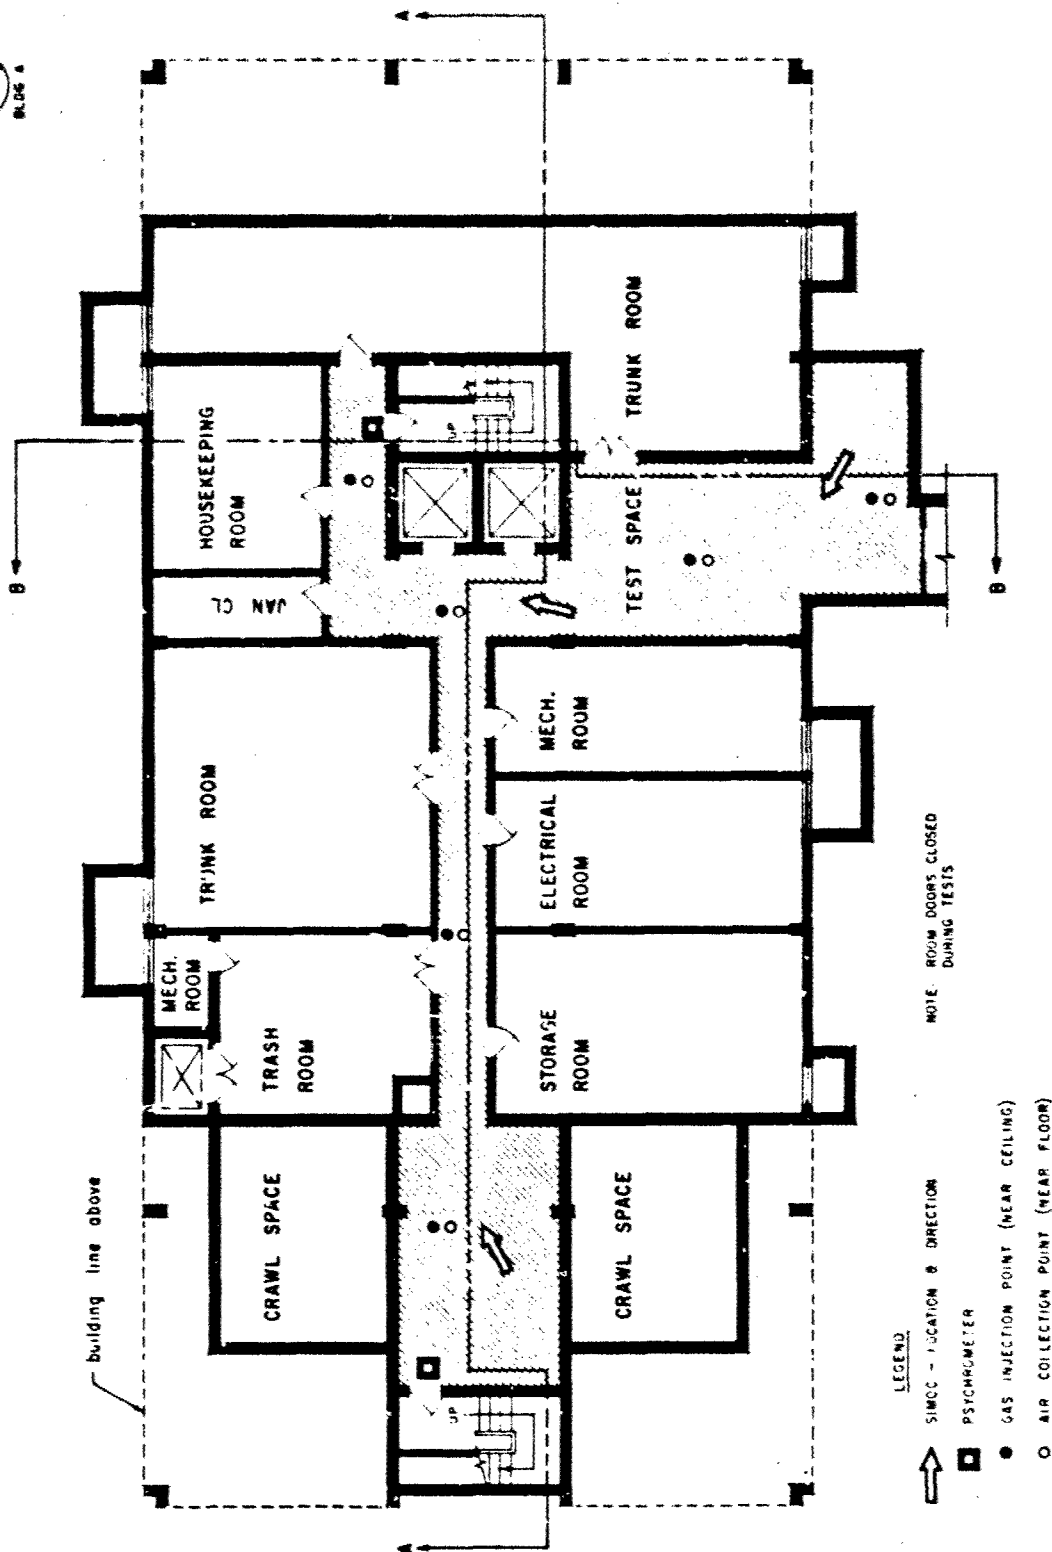 BLDG A
building line above
CRAWL SPACE
TRASH
ROOM
MECH.
ROOM
TRUNK ROOM
JAN CL
HOUSEKEEPING
ROOM
UP
CRAWL SPACE
STORAGE
ROOM
ELECTRICAL
ROOM
MECH.
ROOM
TEST SPACE
TRUNK ROOM
UP
A
A
B
B
LEGEND
SIMOC - LOCATION & DIRECTION
PSYCHROMETER
GAS INJECTION POINT (NEAR CEILING)
AIR COLLECTION POINT (NEAR FLOOR)
NOTE: ROOM DOORS CLOSED
DURING TESTS